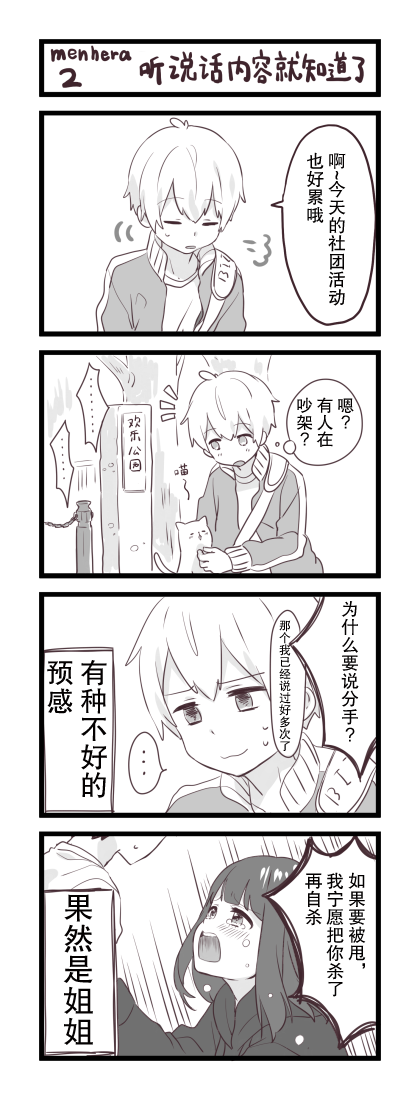 menhera
2
听说话内容就知道了
啊~今天的社团活动
也好累哦
嗯？
有人在
吵架？
……
……
欢乐公园
喵~
为什么要说分手？
那个我已经说过好多次了
…
有种不好的
预感
如果要被甩，
我宁愿把你杀了
再自杀
果然是姐姐